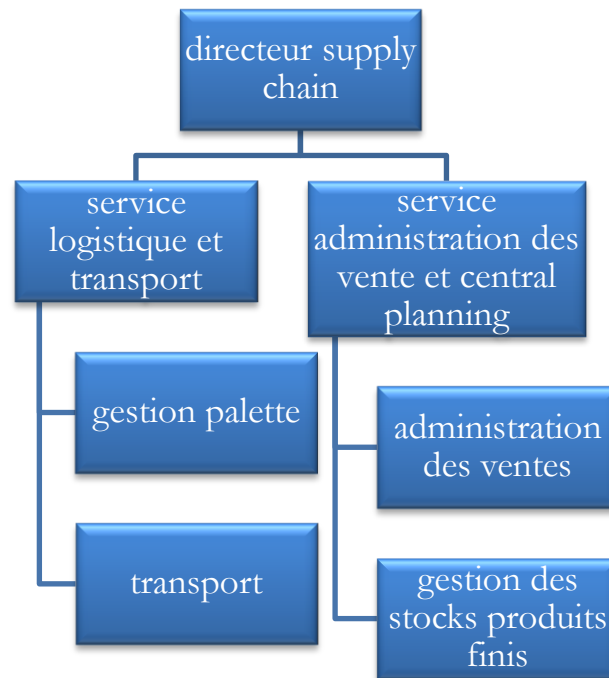 directeur supply
chain
service
logistique et
transport
service
administration des
vente et central
planning
gestion palette
transport
administration
des ventes
gestion des
stocks produits
finis